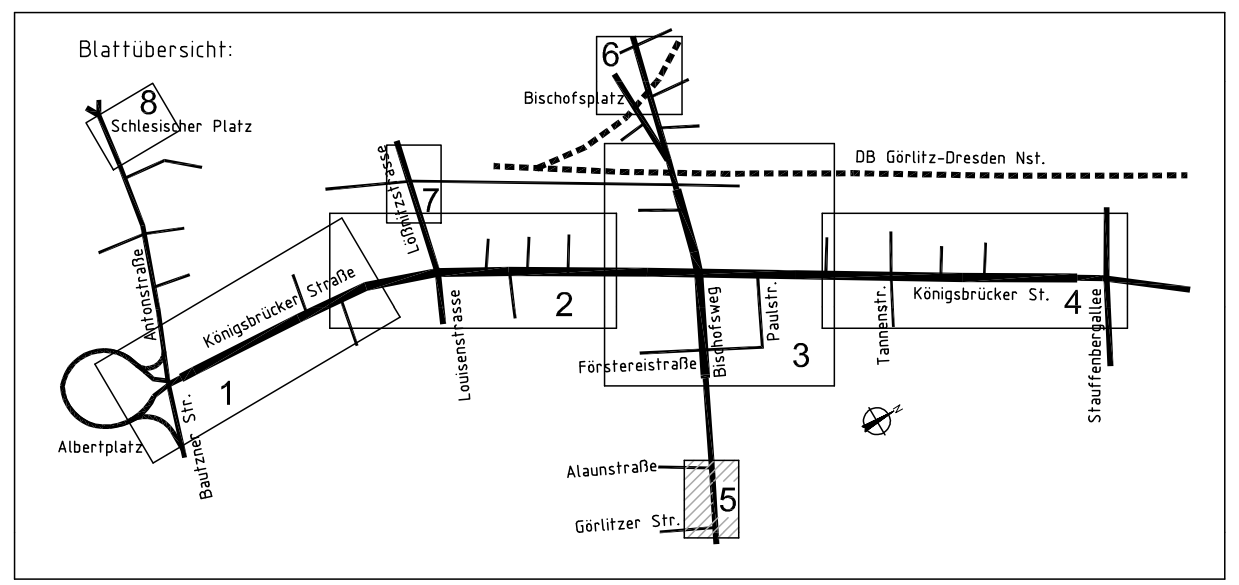 Blattübersicht:
6
8
Bischofsplatz
Schlesischer Platz
DB Görlitz-Dresden Nst.
Lößnitzstrasse
7
Antonstraße
Königsbrücker Straße
2
Louisenstrasse
Bischofsweg
Paulstr.
Tannenstr.
Königsbrücker St.
4
Stauffenbergallee
3
Förstereistraße
1
Bautzner Str.
Albertplatz
N
Alaunstraße
5
Görlitzer Str.